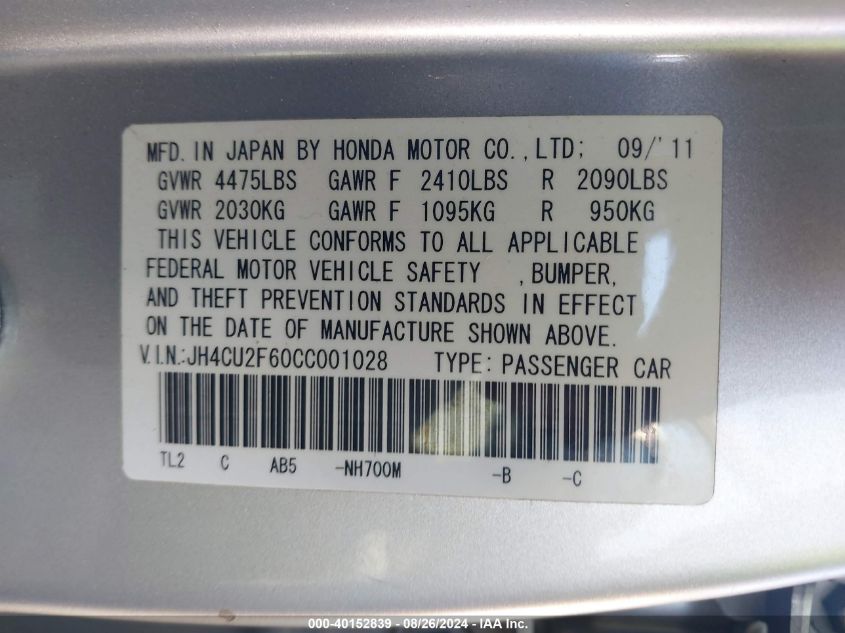 MFD. IN JAPAN BY HONDA MOTOR CO., LTD; 09/'11
GVWR 4475LBS GAWR F 2410LBS R 2090LBS
GVWR 2030KG GAWR F 1095KG R 950KG
THIS VEHICLE CONFORMS TO ALL APPLICABLE
FEDERAL MOTOR VEHICLE SAFETY , BUMPER,
AND THEFT PREVENTION STANDARDS IN EFFECT
ON THE DATE OF MANUFACTURE SHOWN ABOVE.
V.I.N.:JH4CU2F60CC001028 TYPE: PASSENGER CAR
TL2 C AB5 -NH700M -B -C
000-40152839 - 08/26/2024 - IAA Inc.